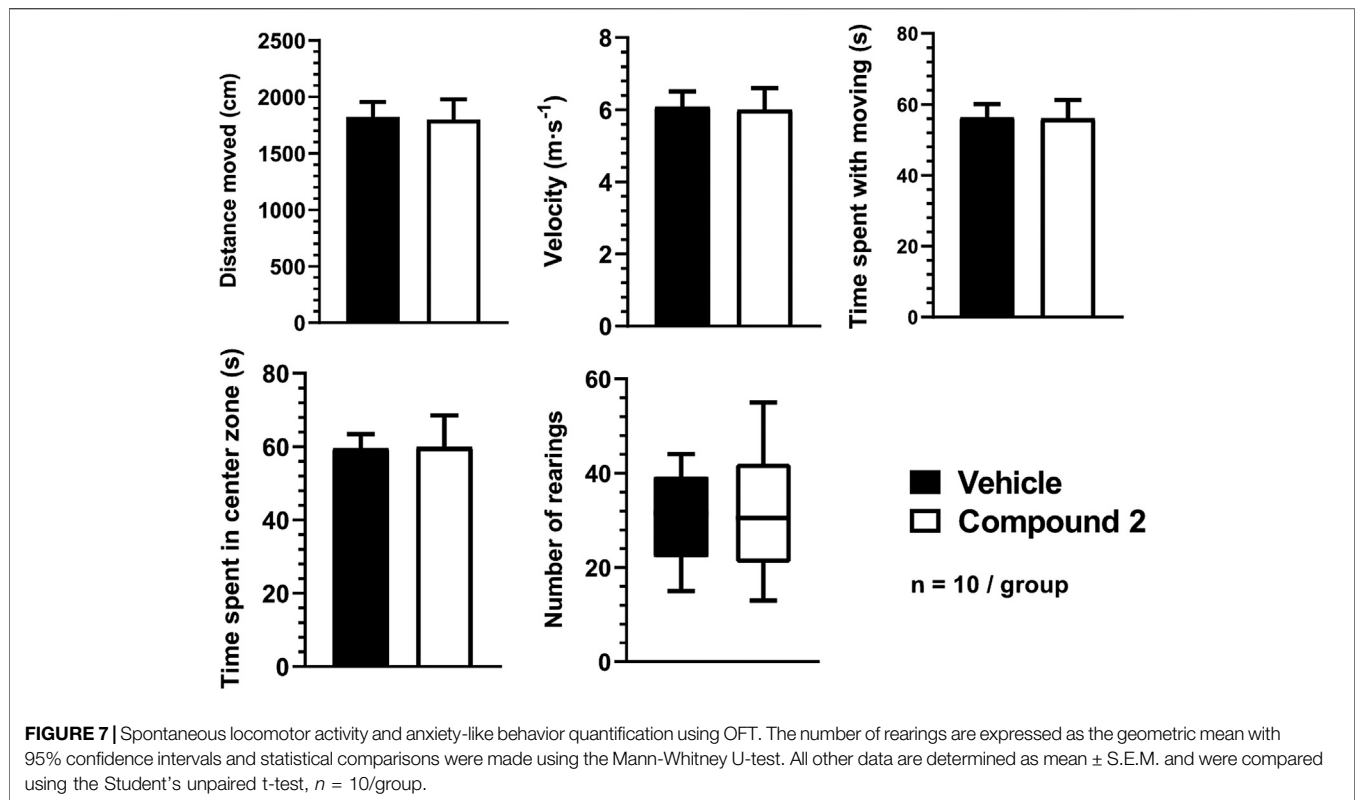 Distance moved (cm)
2500
2000
1500
1000
500
0
Velocity (m·s⁻¹)
8
6
4
2
0
Time spent with moving (s)
80
60
40
20
0
Time spent in center zone (s)
80
60
40
20
0
Number of rearings
60
40
20
0
Vehicle
Compound 2
n = 10 / group
FIGURE 7 | Spontaneous locomotor activity and anxiety-like behavior quantification using OFT. The number of rearings are expressed as the geometric mean with
95% confidence intervals and statistical comparisons were made using the Mann-Whitney U-test. All other data are determined as mean ± S.E.M. and were compared
using the Student’s unpaired t-test, n = 10/group.